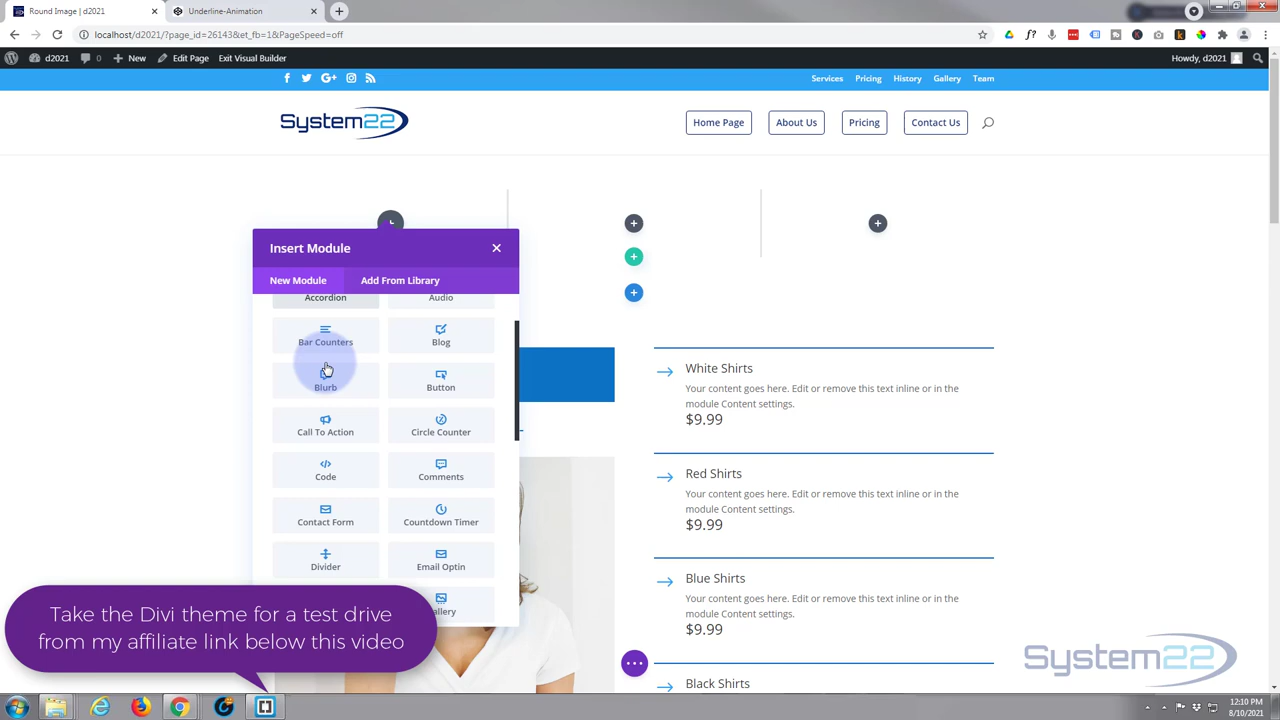 Round Image | d2021
Underline-Animation
localhost/d2021/?page_id=26143&et_fb=1&PageSpeed=off
d2021 0 New Edit Page Exit Visual Builder Howdy, d2021
Services Pricing History Gallery Team
System22
Home Page About Us Pricing Contact Us
Insert Module
New Module Add From Library
Accordion Audio
Bar Counters Blog
Blurb Button
Call To Action Circle Counter
Code Comments
Contact Form Countdown Timer
Divider Email Optin
White Shirts
Your content goes here. Edit or remove this text inline or in the
module Content settings.
$9.99
Red Shirts
Your content goes here. Edit or remove this text inline or in the
module Content settings.
$9.99
Blue Shirts
Your content goes here. Edit or remove this text inline or in the
module Content settings.
$9.99
Black Shirts
Take the Divi theme for a test drive
from my affiliate link below this video
System22
12:10 PM
8/10/2021